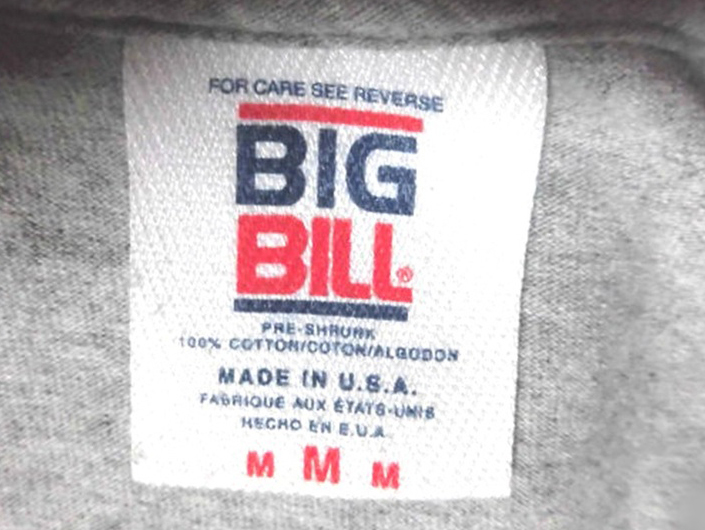 FOR CARE SEE REVERSE
BIG
BILL®
PRE-SHRUNK
100% COTTON/COTON/ALGODON
MADE IN U.S.A.
FABRIQUÉ AUX ÉTATS-UNIS
HECHO EN E.U.A.
M M M